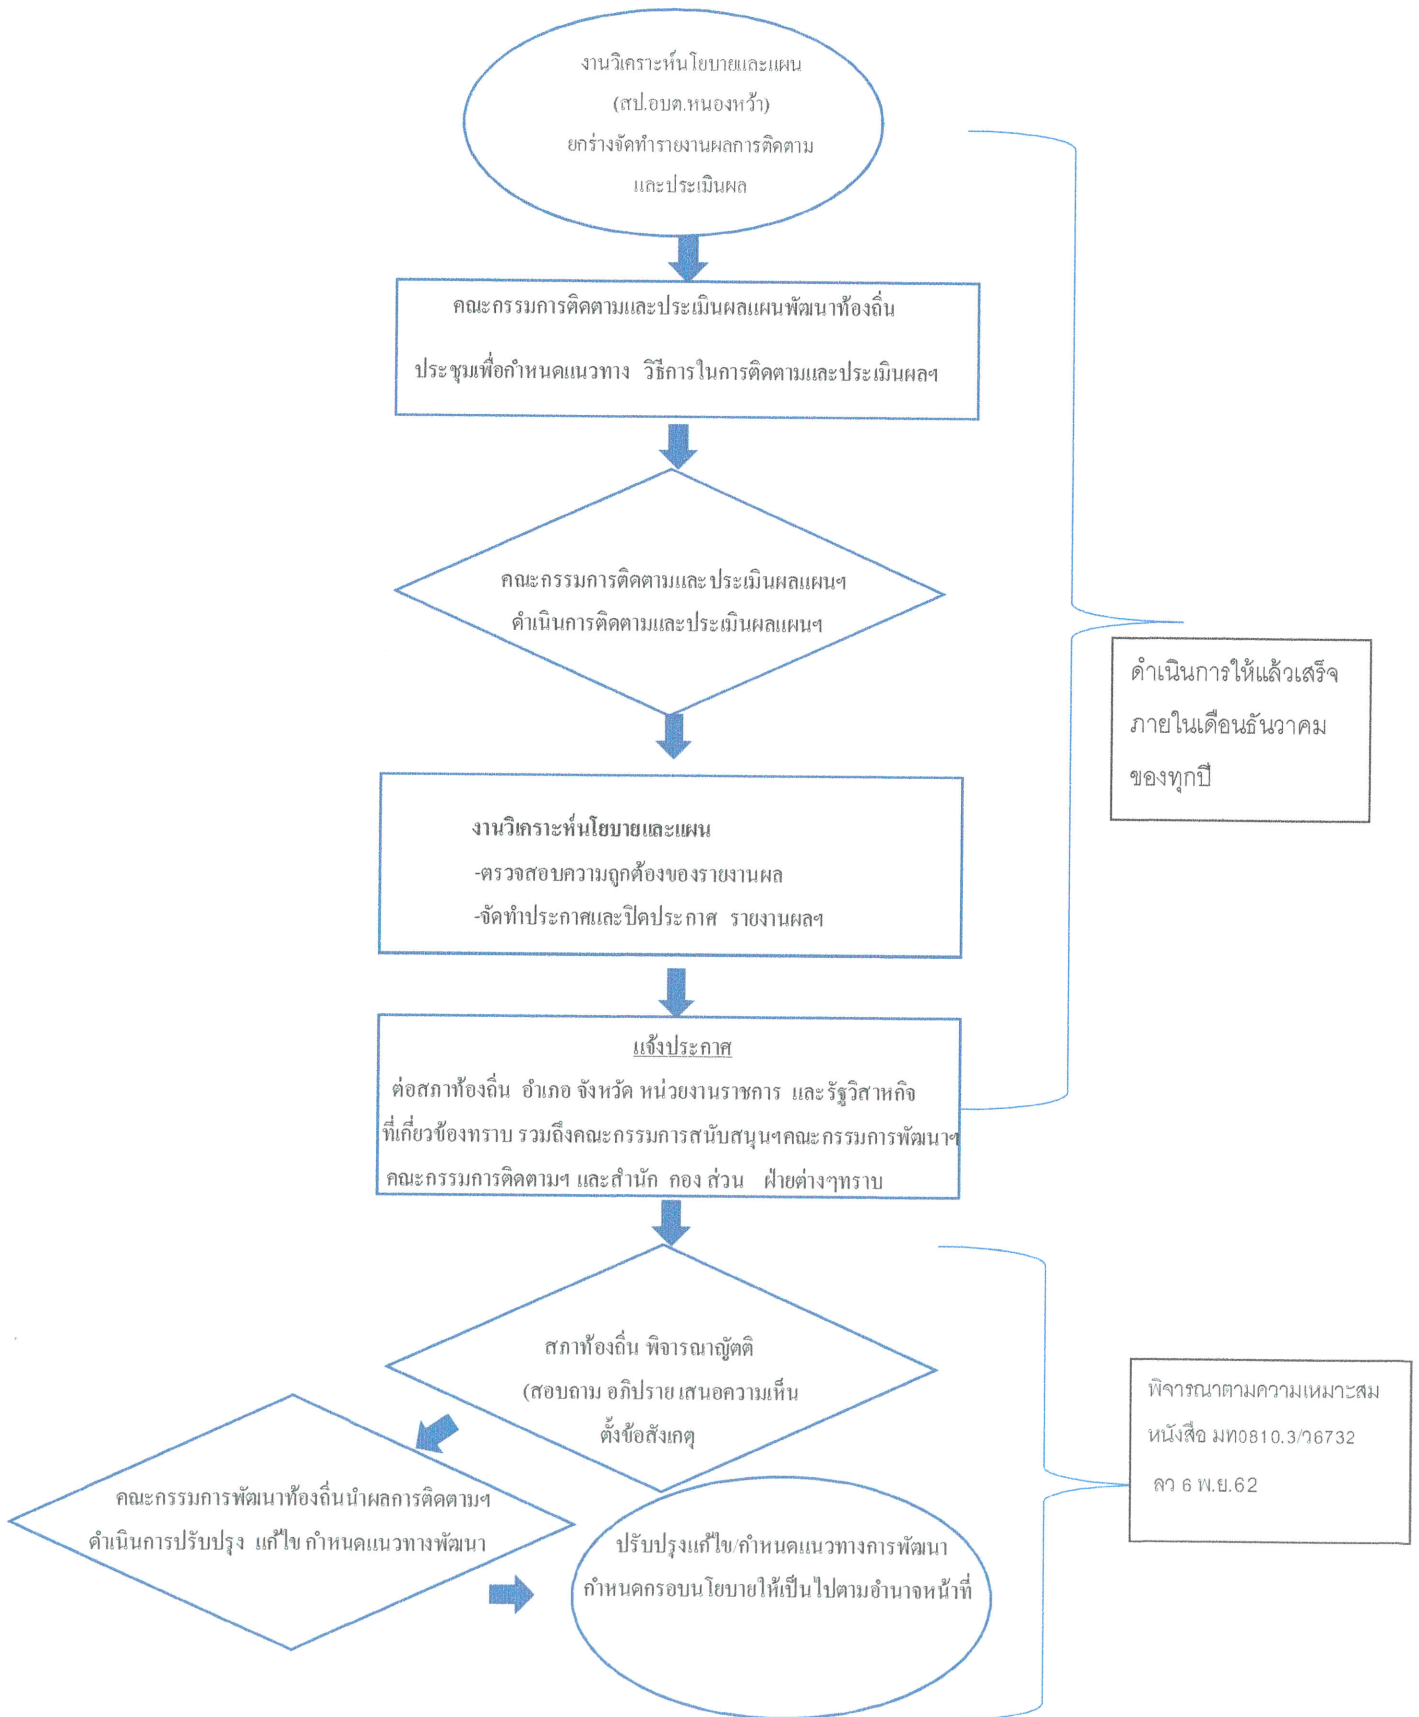 งานวิเคราะห์นโยบายและแผน
(สป.อบต.หนองหว้า)
ยกร่างจัดทำรายงานผลการติดตาม
และประเมินผล
คณะกรรมการติดตามและประเมินผลแผนพัฒนาท้องถิ่น
ประชุมเพื่อกำหนดแนวทาง วิธีการในการติดตามและประเมินผลฯ
คณะกรรมการติดตามและประเมินผลแผนฯ
ดำเนินการติดตามและประเมินผลแผนฯ
ดำเนินการให้แล้วเสร็จ
ภายในเดือนธันวาคม
ของทุกปี
งานวิเคราะห์นโยบายและแผน
-ตรวจสอบความถูกต้องของรายงานผล
-จัดทำประกาศและปิดประกาศ รายงานผลฯ
แจ้งประกาศ
ต่อสภาท้องถิ่น อำเภอ จังหวัด หน่วยงานราชการ และรัฐวิสาหกิจ
ที่เกี่ยวข้องทราบ รวมถึงคณะกรรมการสนับสนุนฯคณะกรรมการพัฒนาฯ
คณะกรรมการติดตามฯ และสำนัก กอง ส่วน ฝ่ายต่างๆทราบ
สภาท้องถิ่น พิจารณาญัตติ
(สอบถาม อภิปราย เสนอความเห็น
ตั้งข้อสังเกตุ
พิจารณาตามความเหมาะสม
หนังสือ มท0810.3/ว6732
ลว 6 พ.ย.62
คณะกรรมการพัฒนาท้องถิ่นนำผลการติดตามฯ
ดำเนินการปรับปรุง แก้ไข กำหนดแนวทางพัฒนา
ปรับปรุงแก้ไข/กำหนดแนวทางการพัฒนา
กำหนดกรอบนโยบายให้เป็นไปตามอำนาจหน้าที่